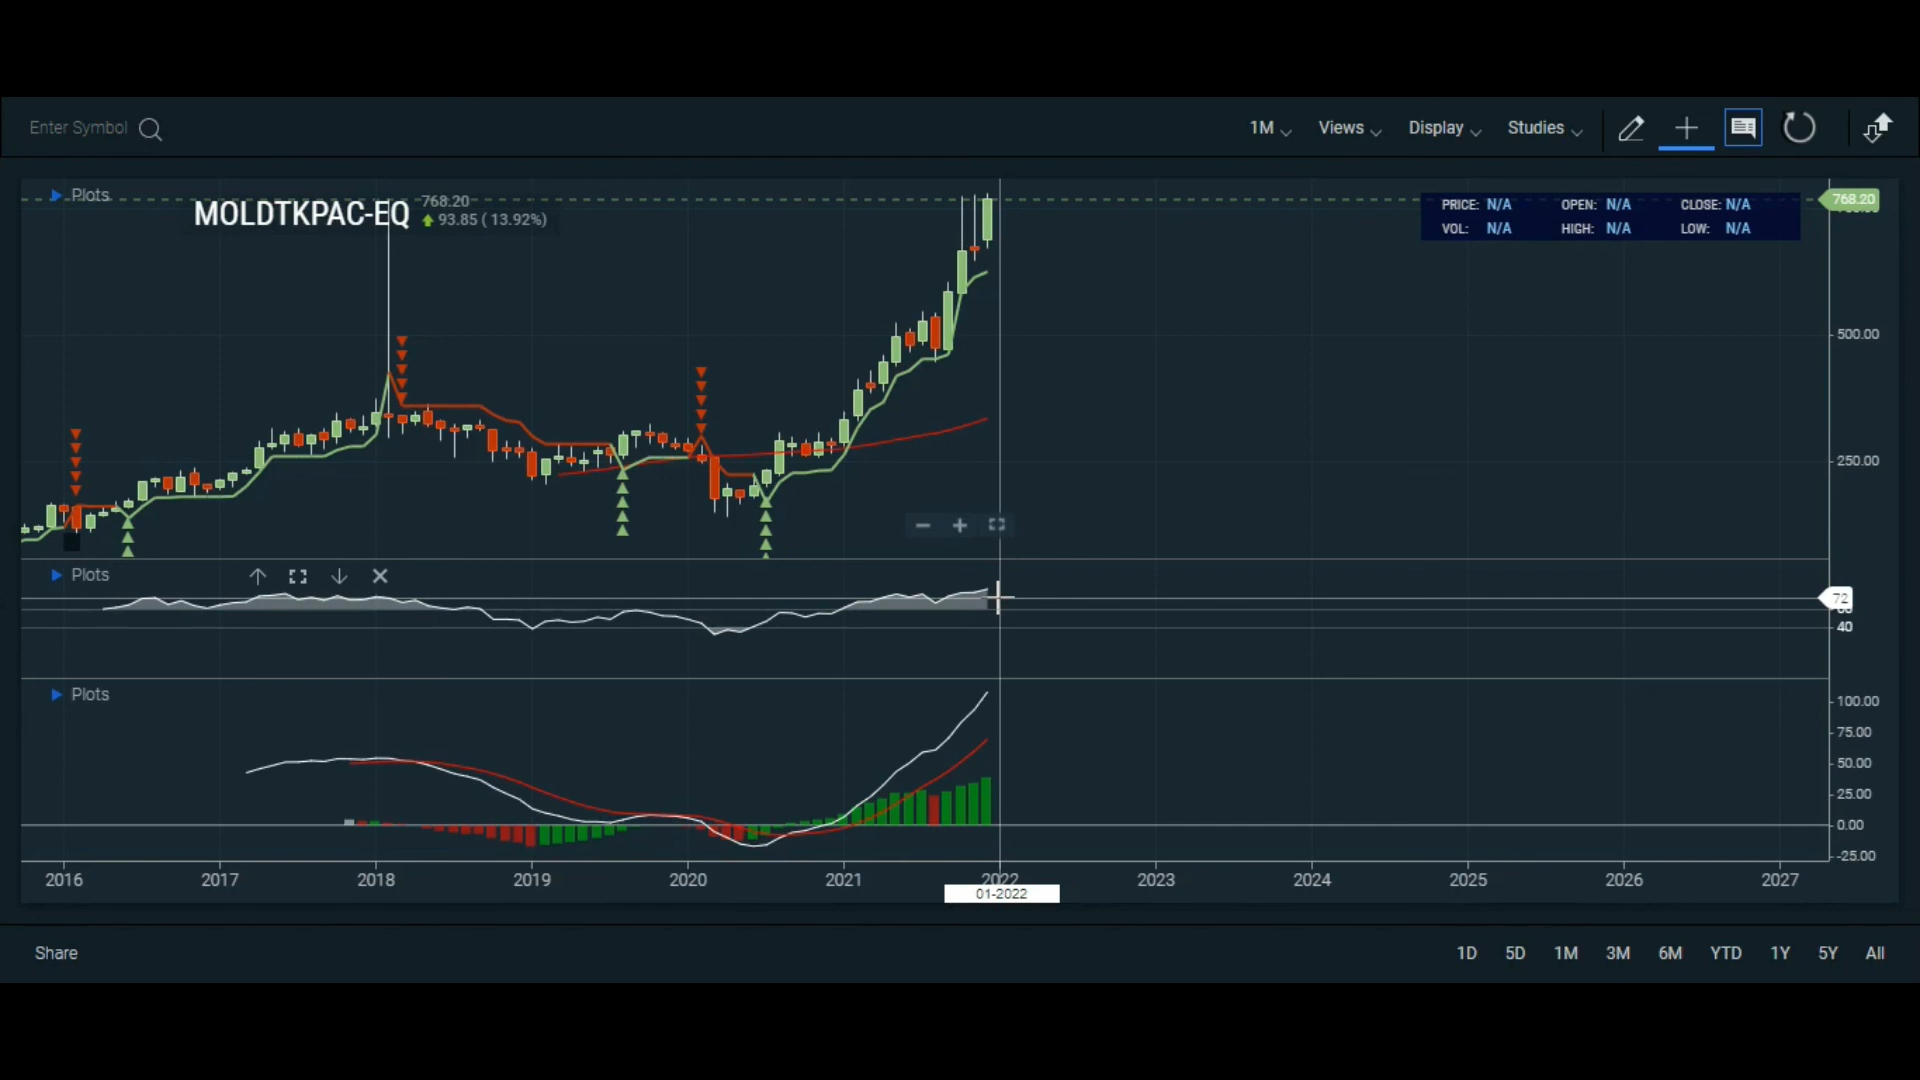 Enter Symbol
1M Views Display Studies
Plots
MOLDTKPAC-EQ
768.20
93.85 ( 13.92%)
PRICE: N/A OPEN: N/A CLOSE: N/A
VOL: N/A HIGH: N/A LOW: N/A
768.20
500.00
250.00
Plots
72
40
Plots
100.00
75.00
50.00
25.00
0.00
-25.00
2016 2017 2018 2019 2020 2021 2022 2023 2024 2025 2026 2027
01-2022
Share
1D 5D 1M 3M 6M YTD 1Y 5Y All